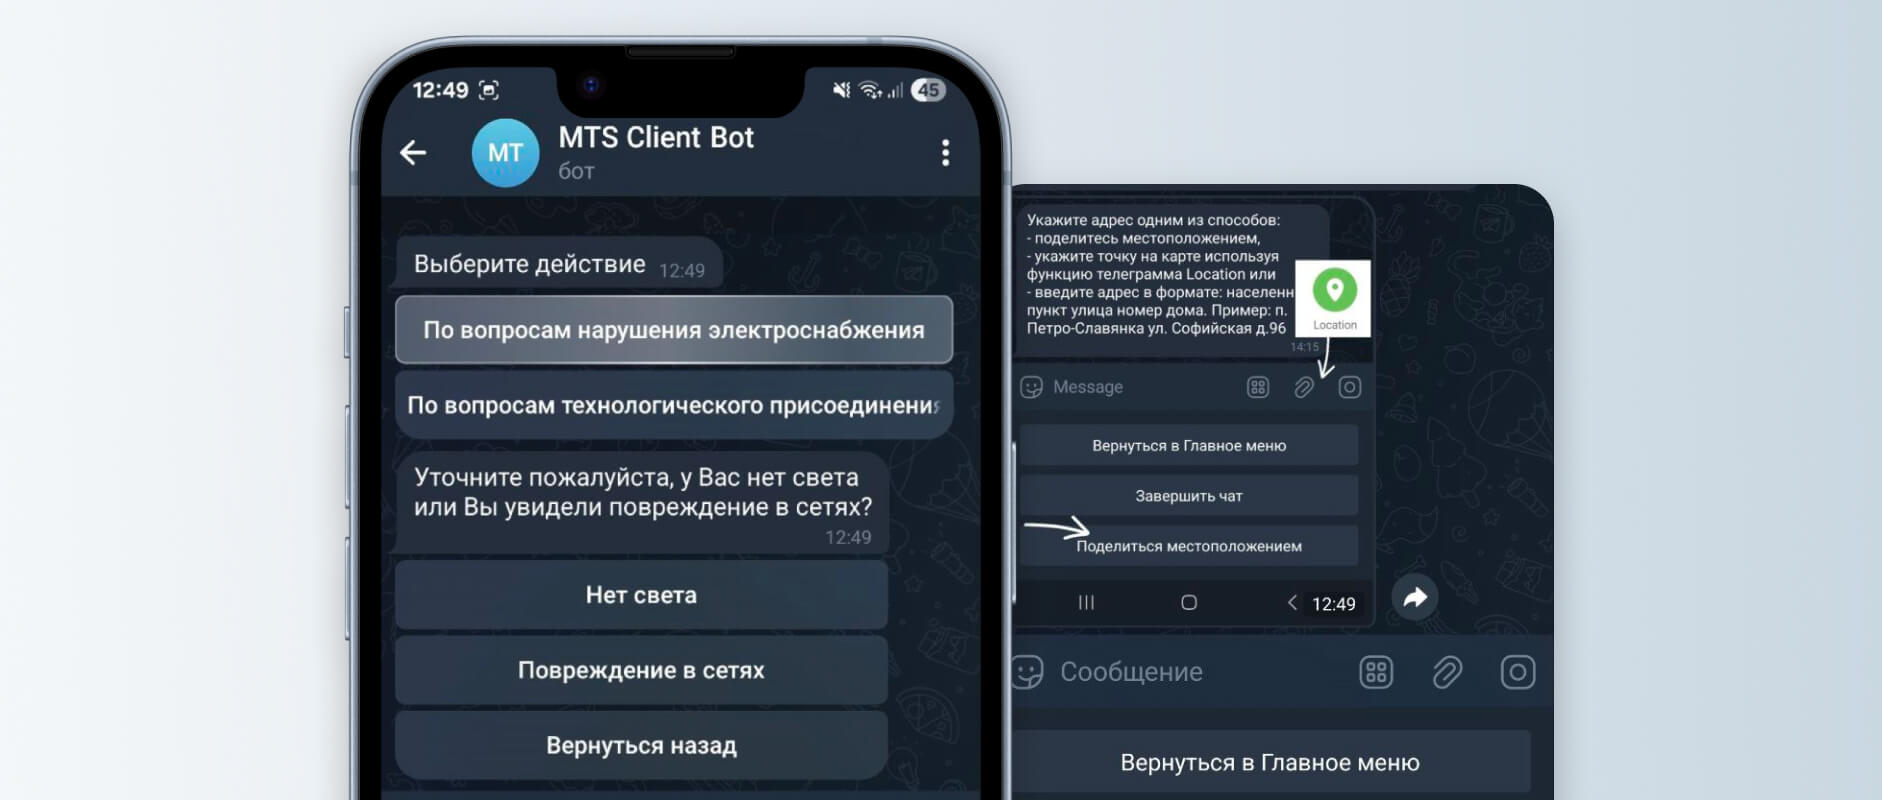 12:49
45
MT
MTS Client Bot
бот
Выберите действие 12:49
По вопросам нарушения электроснабжения
По вопросам технологического присоединения
Уточните пожалуйста, у Вас нет света
или Вы увидели повреждение в сетях?
12:49
Нет света
Повреждение в сетях
Вернуться назад
Укажите адрес одним из способов:
- поделитесь местоположением,
- укажите точку на карте используя
функцию телеграмма Location или
- введите адрес в формате: населенн
пункт улица номер дома. Пример: п.
Петро-Славянка ул. Софийская д.96
14:15
Location
Message
Вернуться в Главное меню
Завершить чат
Поделиться местоположением
12:49
Сообщение
Вернуться в Главное меню